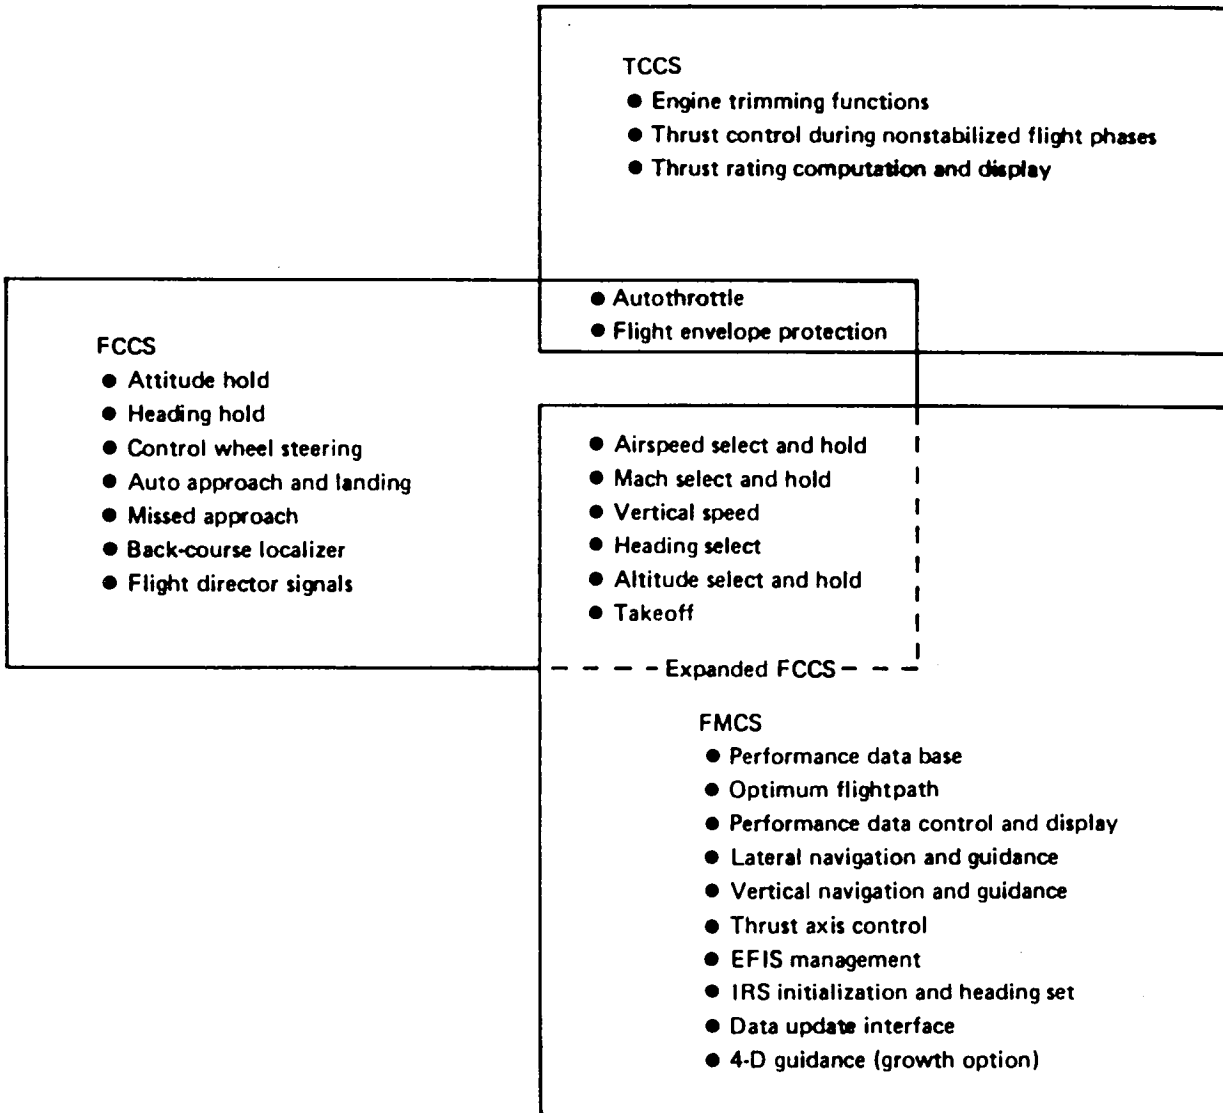 TCCS
● Engine trimming functions
● Thrust control during nonstabilized flight phases
● Thrust rating computation and display
● Autothrottle
● Flight envelope protection
FCCS
● Attitude hold
● Heading hold
● Control wheel steering
● Auto approach and landing
● Missed approach
● Back-course localizer
● Flight director signals
● Airspeed select and hold
● Mach select and hold
● Vertical speed
● Heading select
● Altitude select and hold
● Takeoff
Expanded FCCS
FMCS
● Performance data base
● Optimum flightpath
● Performance data control and display
● Lateral navigation and guidance
● Vertical navigation and guidance
● Thrust axis control
● EFIS management
● IRS initialization and heading set
● Data update interface
● 4-D guidance (growth option)